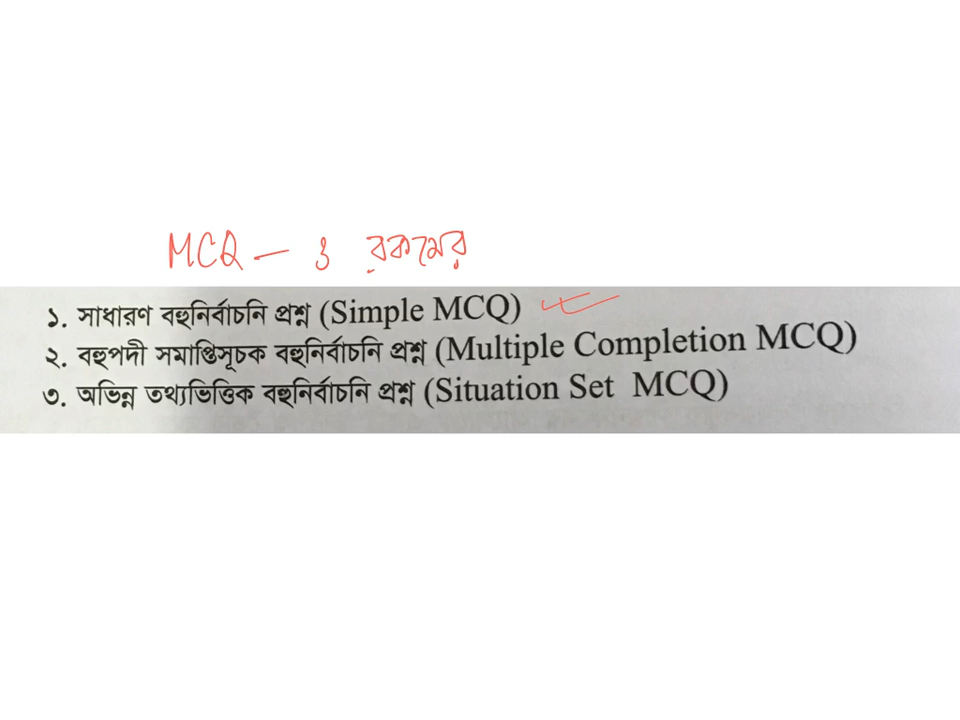 MCQ — ৩ রকমের
১. সাধারণ বহুনির্বাচনি প্রশ্ন (Simple MCQ)
২. বহুপদী সমাপ্তিসূচক বহুনির্বাচনি প্রশ্ন (Multiple Completion MCQ)
৩. অভিন্ন তথ্যভিত্তিক বহুনির্বাচনি প্রশ্ন (Situation Set MCQ)